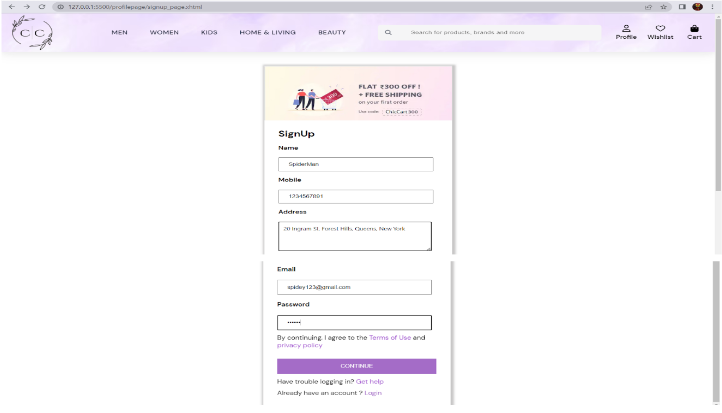 127.0.0.1:5500/profilepage/signup_page.xhtml
CC
MEN WOMEN KIDS HOME & LIVING BEAUTY Search for products, brands and more Profile Wishlist Cart
FLAT ₹300 OFF !
+ FREE SHIPPING
on your first order
Use code: ChicCart300
SignUp
Name
SpiderMan
Mobile
1234567891
Address
20 Ingram St, Forest Hills, Queens, New York.
Email
spidey123@gmail.com
Password
••••••
By continuing, I agree to the Terms of Use and
privacy policy
CONTINUE
Have trouble logging in? Get help
Already have an account ? Login